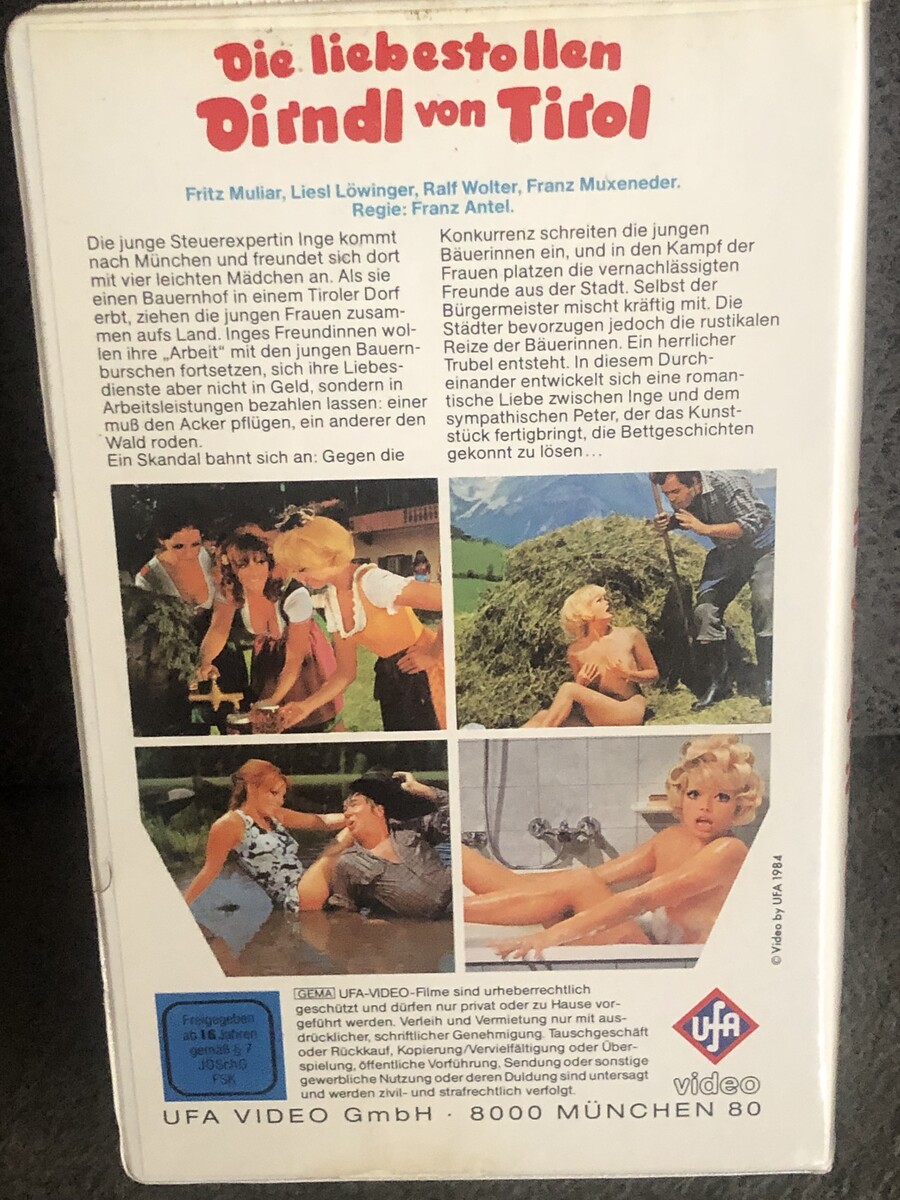 Die liebestollen
Dirndl von Tirol
Fritz Muliar, Liesl Löwinger, Ralf Wolter, Franz Muxeneder.
Regie: Franz Antel.
Die junge Steuerexpertin Inge kommt
nach München und freundet sich dort
mit vier leichten Mädchen an. Als sie
einen Bauernhof in einem Tiroler Dorf
erbt, ziehen die jungen Frauen zusam-
men aufs Land. Inges Freundinnen wol-
len ihre „Arbeit“ mit den jungen Bauern-
burschen fortsetzen, sich ihre Liebes-
dienste aber nicht in Geld, sondern in
Arbeitsleistungen bezahlen lassen: einer
muß den Acker pflügen, ein anderer den
Wald roden.
Ein Skandal bahnt sich an: Gegen die
Konkurrenz schreiten die jungen
Bäuerinnen ein, und in den Kampf der
Frauen platzen die vernachlässigten
Freunde aus der Stadt. Selbst der
Bürgermeister mischt kräftig mit. Die
Städter bevorzugen jedoch die rustikalen
Reize der Bäuerinnen. Ein herrlicher
Trubel entsteht. In diesem Durch-
einander entwickelt sich eine roman-
tische Liebe zwischen Inge und dem
sympathischen Peter, der das Kunst-
stück fertigbringt, die Bettgeschichten
gekonnt zu lösen...
© Video by UFA 1984
Freigegeben
ab 16 Jahren
gemäß § 7
JÖSchG
FSK
GEMA UFA-VIDEO-Filme sind urheberrechtlich
geschützt und dürfen nur privat oder zu Hause vor-
geführt werden. Verleih und Vermietung nur mit aus-
drücklicher, schriftlicher Genehmigung. Tauschgeschäft
oder Rückkauf, Kopierung/Vervielfältigung oder Über-
spielung, öffentliche Vorführung, Sendung oder sonstige
gewerbliche Nutzung oder deren Duldung sind untersagt
und werden zivil- und strafrechtlich verfolgt.
UFA
video
UFA VIDEO GmbH · 8000 MÜNCHEN 80